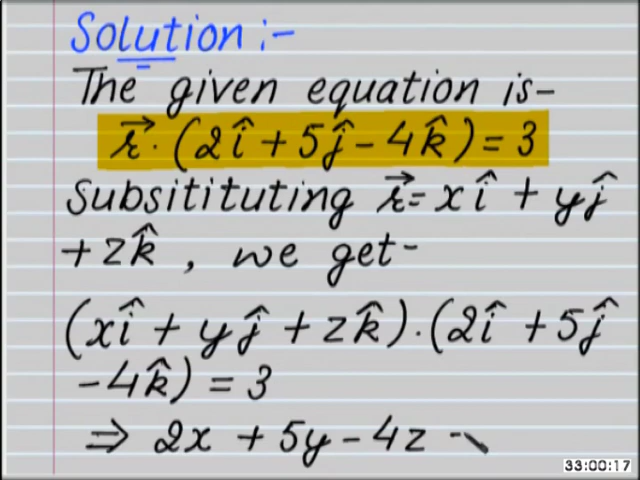 Solution :-
The given equation is-
r⃗ · (2î + 5ĵ - 4k̂) = 3
Subsitituting r⃗ = xî + yĵ
+ zk̂ , we get-
(xî + yĵ + zk̂) · (2î + 5ĵ
-4k̂) = 3
⇒ 2x + 5y - 4z -
33:00:17